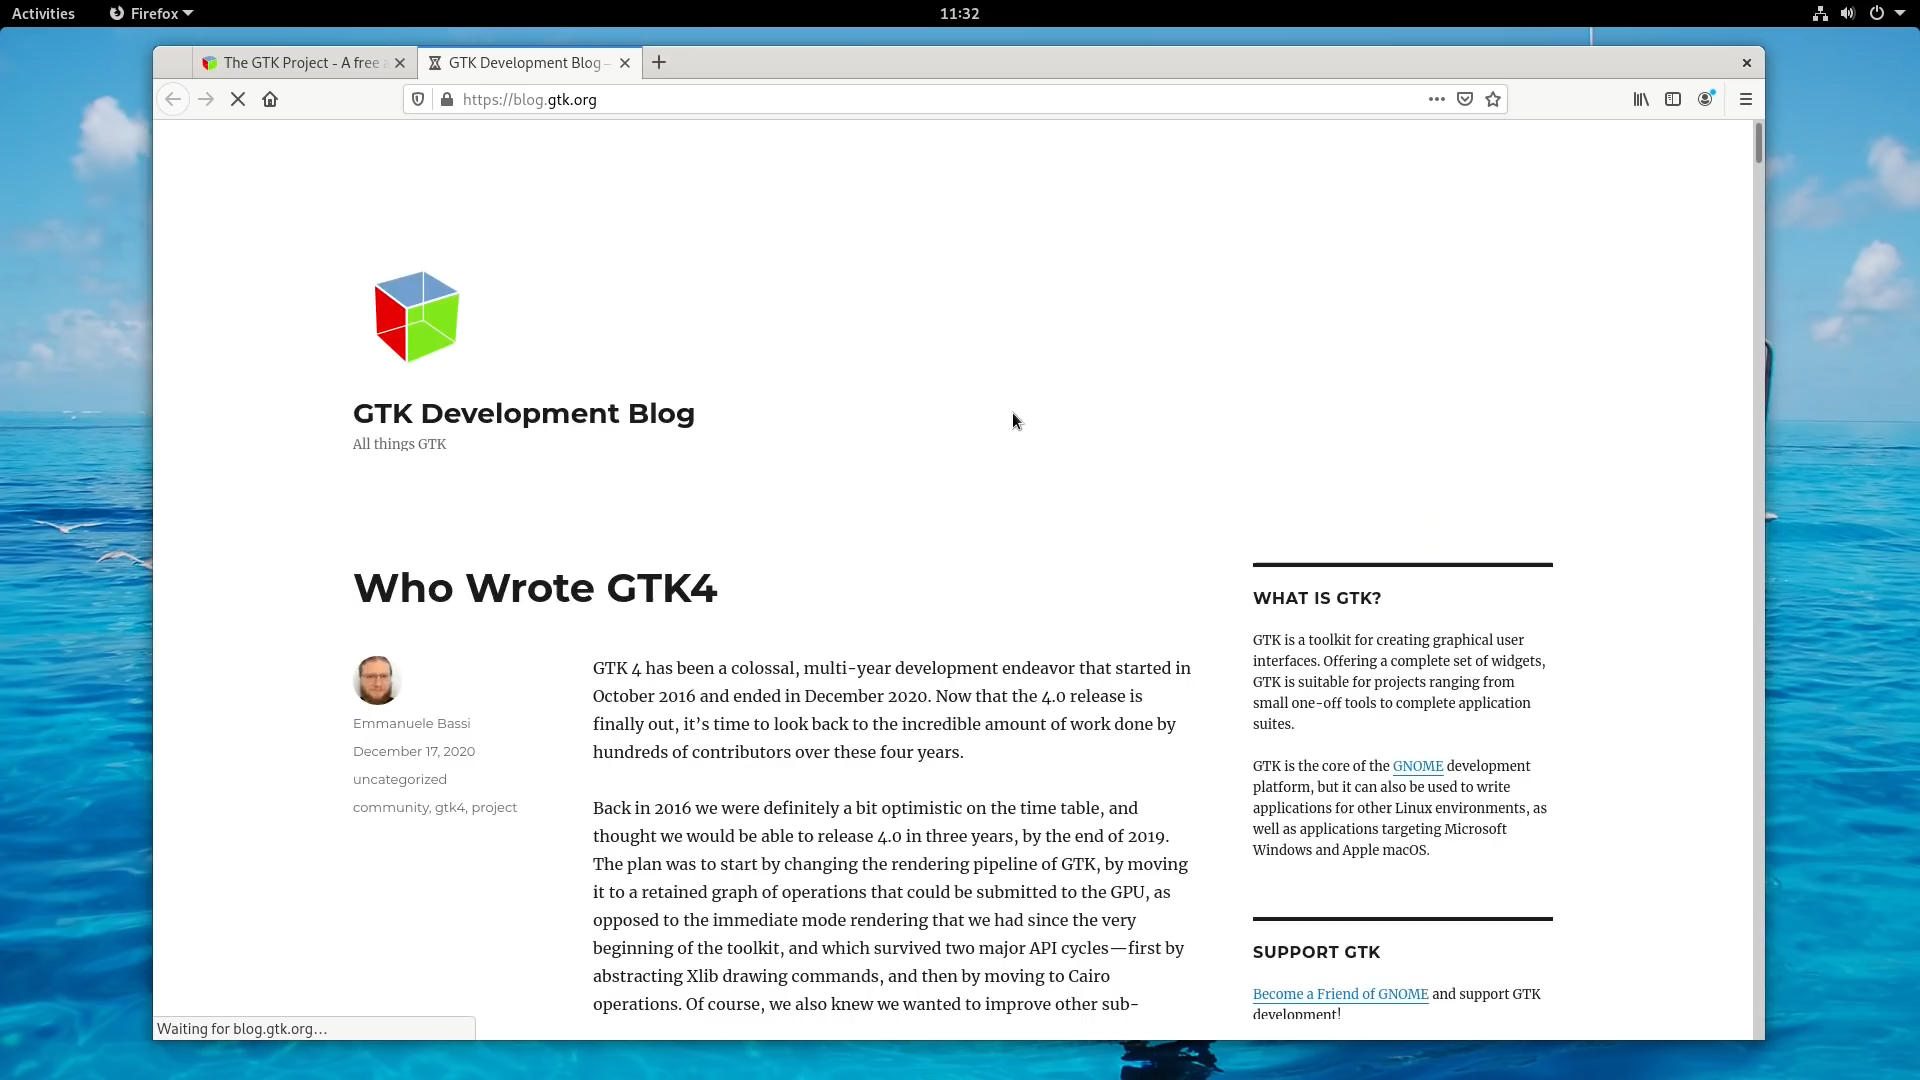 Activities
Firefox
11:32
The GTK Project - A free
GTK Development Blog –
https://blog.gtk.org
GTK Development Blog
All things GTK
Who Wrote GTK4
Emmanuele Bassi
December 17, 2020
uncategorized
community, gtk4, project
GTK 4 has been a colossal, multi-year development endeavor that started in
October 2016 and ended in December 2020. Now that the 4.0 release is
finally out, it’s time to look back to the incredible amount of work done by
hundreds of contributors over these four years.
Back in 2016 we were definitely a bit optimistic on the time table, and
thought we would be able to release 4.0 in three years, by the end of 2019.
The plan was to start by changing the rendering pipeline of GTK, by moving
it to a retained graph of operations that could be submitted to the GPU, as
opposed to the immediate mode rendering that we had since the very
beginning of the toolkit, and which survived two major API cycles—first by
abstracting Xlib drawing commands, and then by moving to Cairo
operations. Of course, we also knew we wanted to improve other sub-
WHAT IS GTK?
GTK is a toolkit for creating graphical user
interfaces. Offering a complete set of widgets,
GTK is suitable for projects ranging from
small one-off tools to complete application
suites.
GTK is the core of the GNOME development
platform, but it can also be used to write
applications for other Linux environments, as
well as applications targeting Microsoft
Windows and Apple macOS.
SUPPORT GTK
Become a Friend of GNOME and support GTK
development!
Waiting for blog.gtk.org…